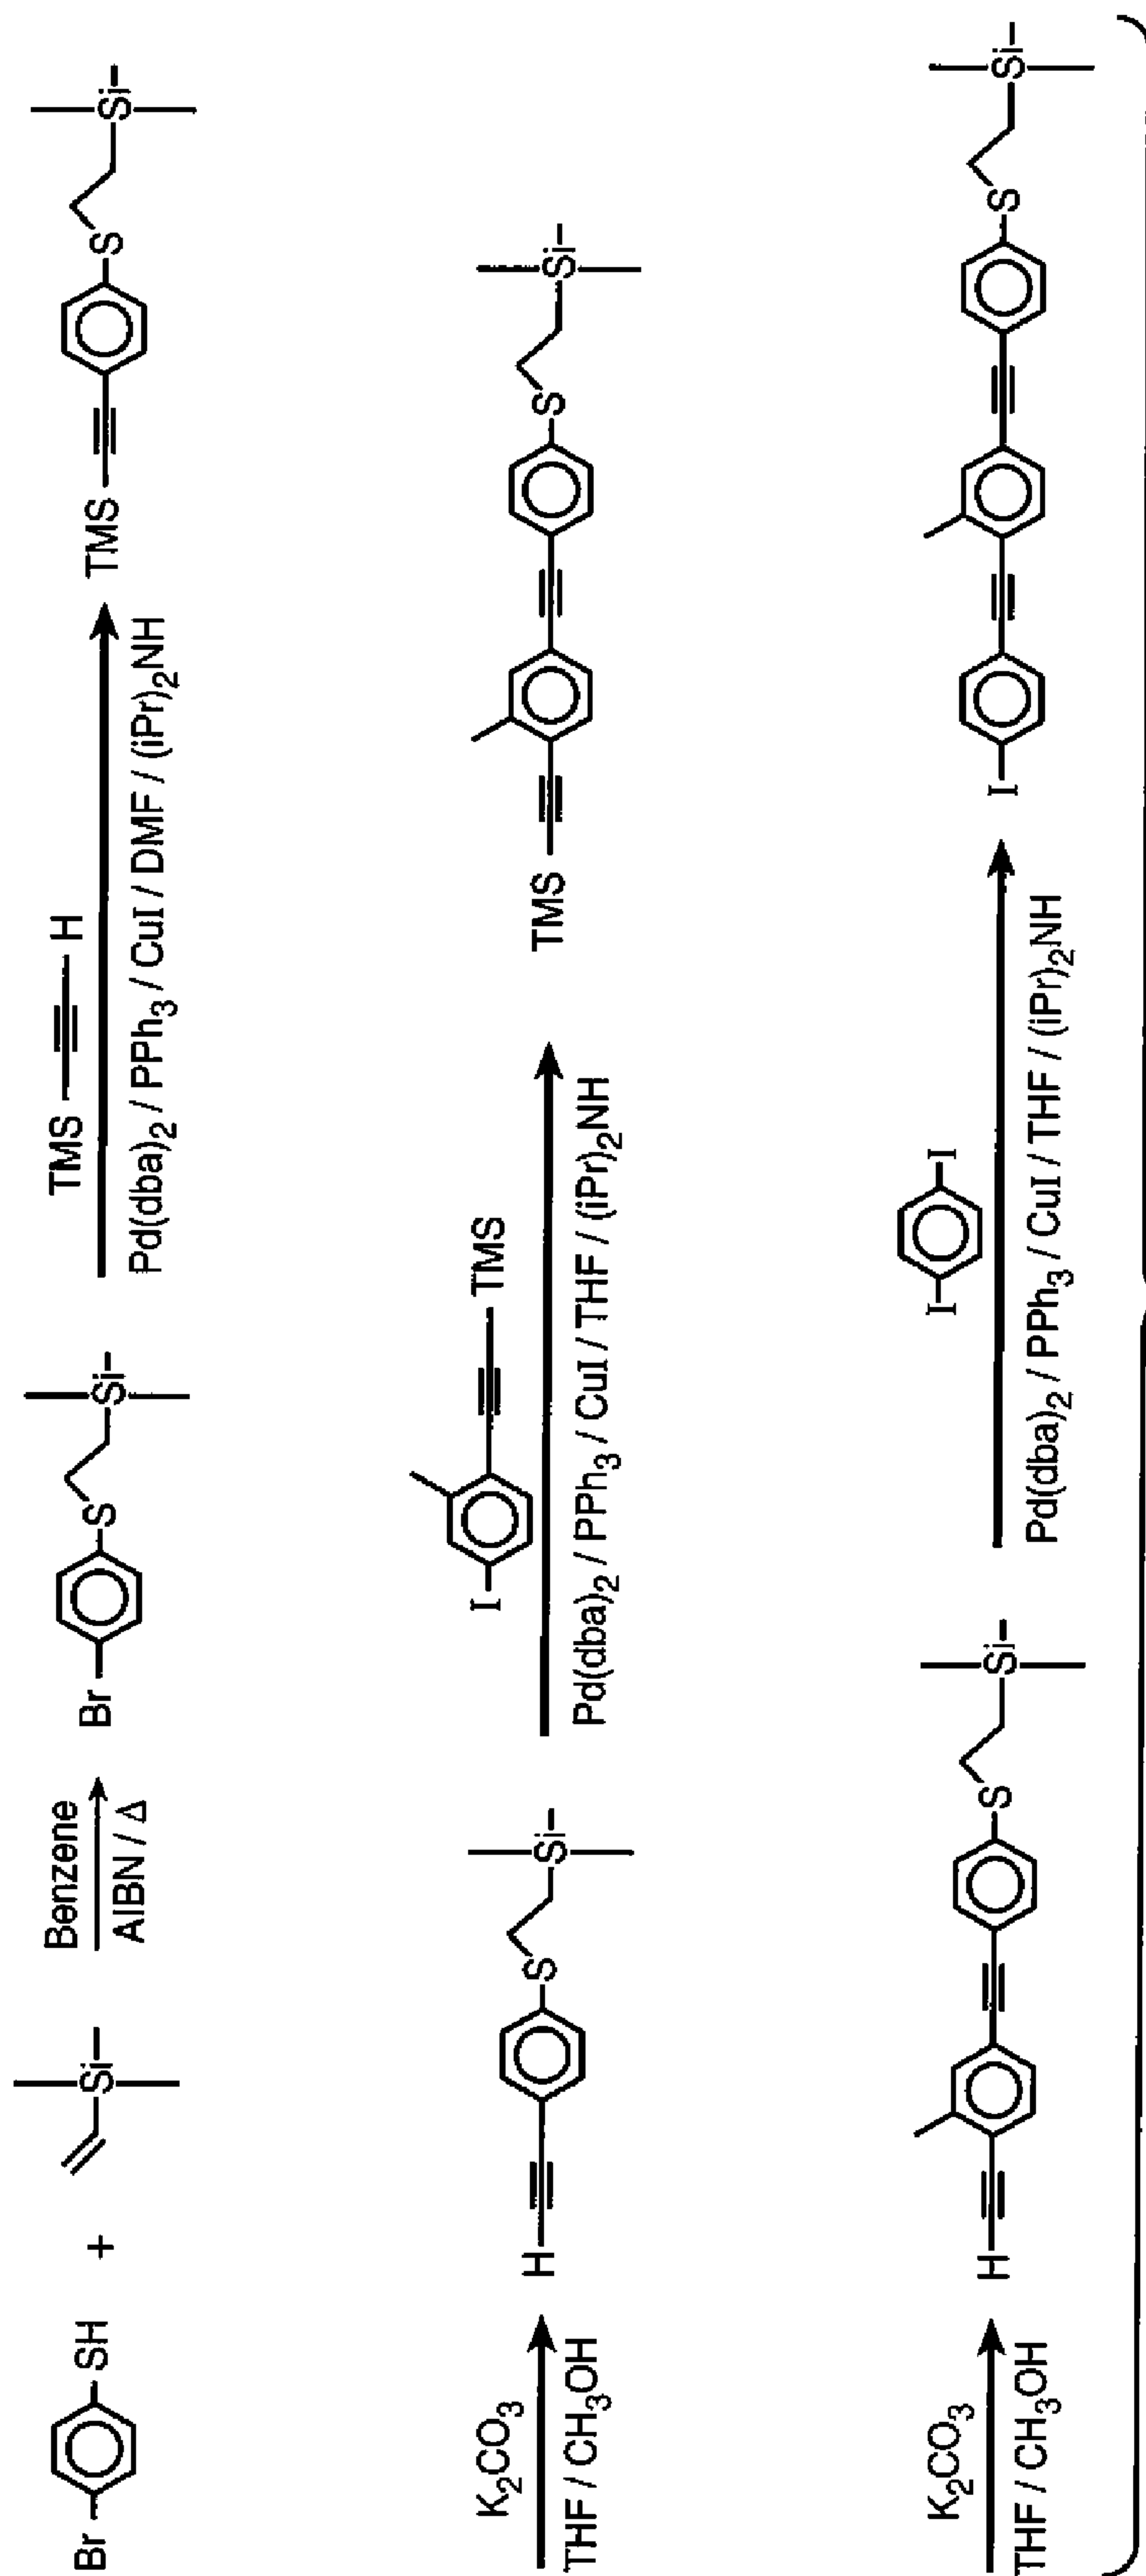 Br SH + Si Benzene AIBN / Δ Br S Si TMS H Pd(dba)2 / PPh3 / CuI / DMF / (iPr)2NH TMS S Si
K2CO3 THF / CH3OH H S Si I TMS Pd(dba)2 / PPh3 / CuI / THF / (iPr)2NH TMS S Si
K2CO3 THF / CH3OH H S Si I I Pd(dba)2 / PPh3 / CuI / THF / (iPr)2NH I S Si